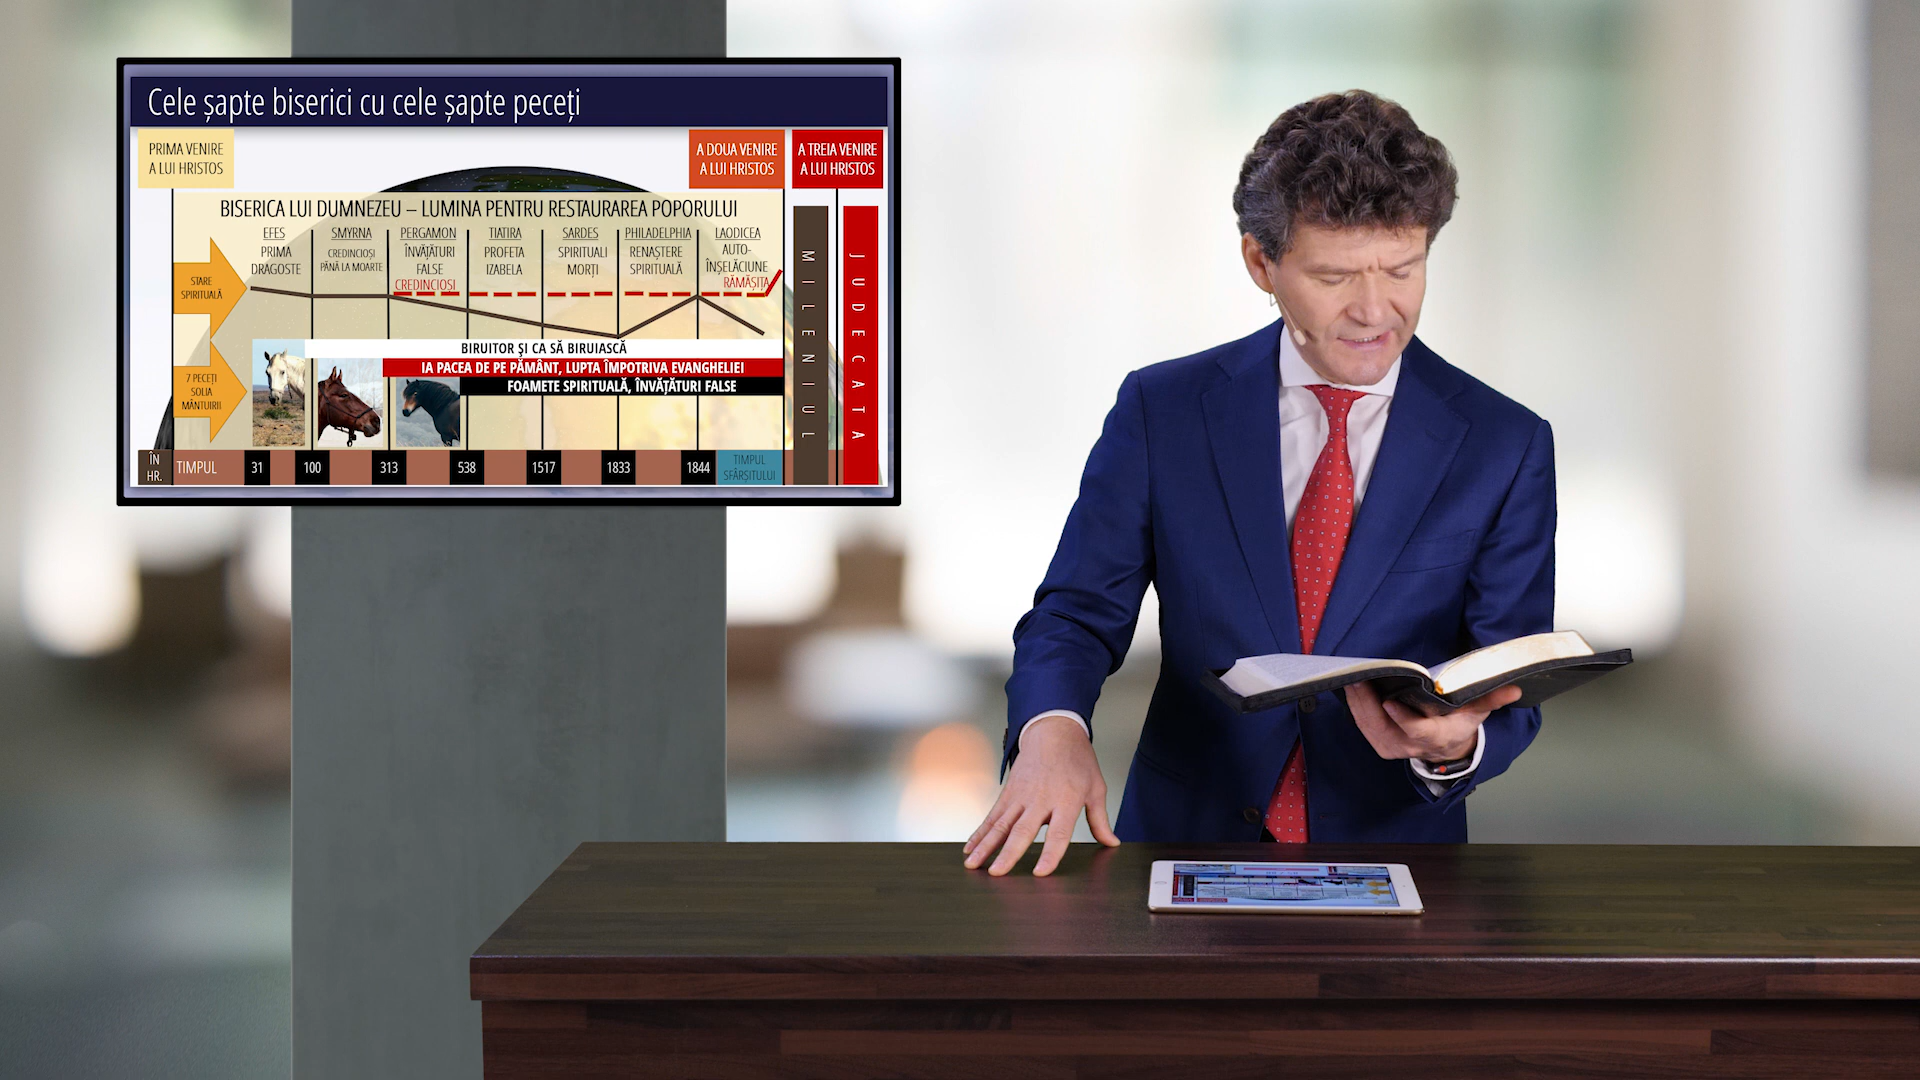 Cele șapte biserici cu cele șapte peceți
PRIMA VENIRE
A LUI HRISTOS
A DOUA VENIRE
A LUI HRISTOS
A TREIA VENIRE
A LUI HRISTOS
BISERICA LUI DUMNEZEU – LUMINA PENTRU RESTAURAREA POPORULUI
EFES
PRIMA
DRAGOSTE
SMYRNA
CREDINCIOȘI
PÂNĂ LA MOARTE
PERGAMON
ÎNVĂȚĂTURI
FALSE
CREDINCIOȘI
TIATIRA
PROFETA
IZABELA
SARDES
SPIRITUALI
MORȚI
PHILADELPHIA
RENAȘTERE
SPIRITUALĂ
LAODICEA
AUTO-
ÎNȘELĂCIUNE
RĂMĂȘIȚA
STARE
SPIRITUALĂ
BIRUITOR ȘI CA SĂ BIRUIASCĂ
IA PACEA DE PE PĂMÂNT, LUPTA ÎMPOTRIVA EVANGHELIEI
FOAMETE SPIRITUALĂ, ÎNVĂȚĂTURI FALSE
7 PECEȚI
SOLIA
MÂNTUIRII
MILENIUL
JUDECATA
ÎN
HR.
TIMPUL
31
100
313
538
1517
1833
1844
TIMPUL
SFÂRȘITULUI